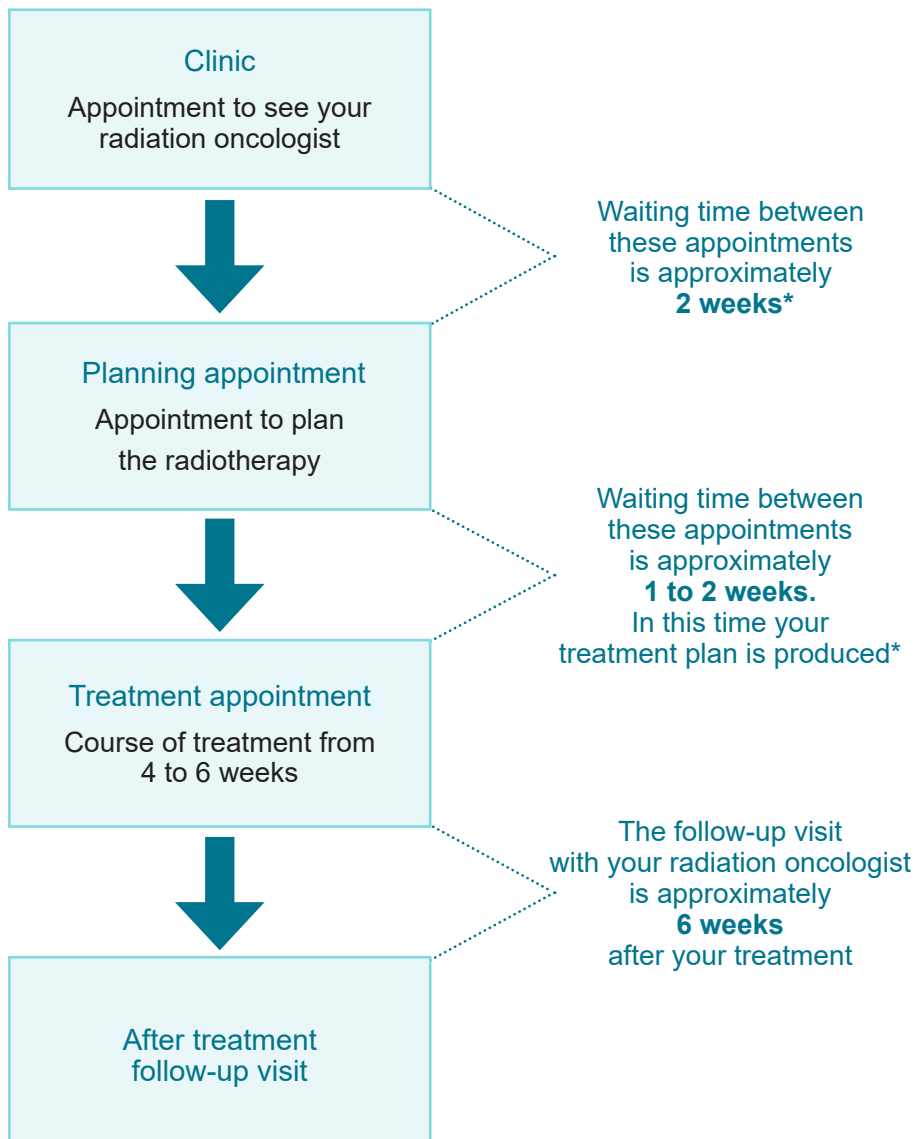 Clinic
Appointment to see your
radiation oncologist
Waiting time between
these appointments
is approximately
2 weeks*
Planning appointment
Appointment to plan
the radiotherapy
Waiting time between
these appointments
is approximately
1 to 2 weeks.
In this time your
treatment plan is produced*
Treatment appointment
Course of treatment from
4 to 6 weeks
The follow-up visit
with your radiation oncologist
is approximately
6 weeks
after your treatment
After treatment
follow-up visit